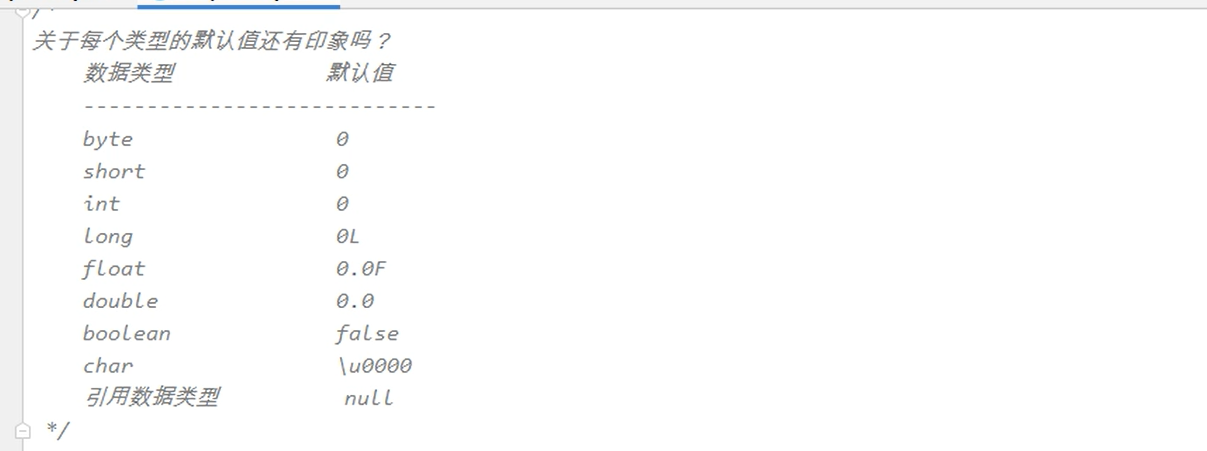 关于每个类型的默认值还有印象吗？
数据类型 默认值
----------------------------
byte 0
short 0
int 0
long 0L
float 0.0F
double 0.0
boolean false
char \u0000
引用数据类型 null
*/